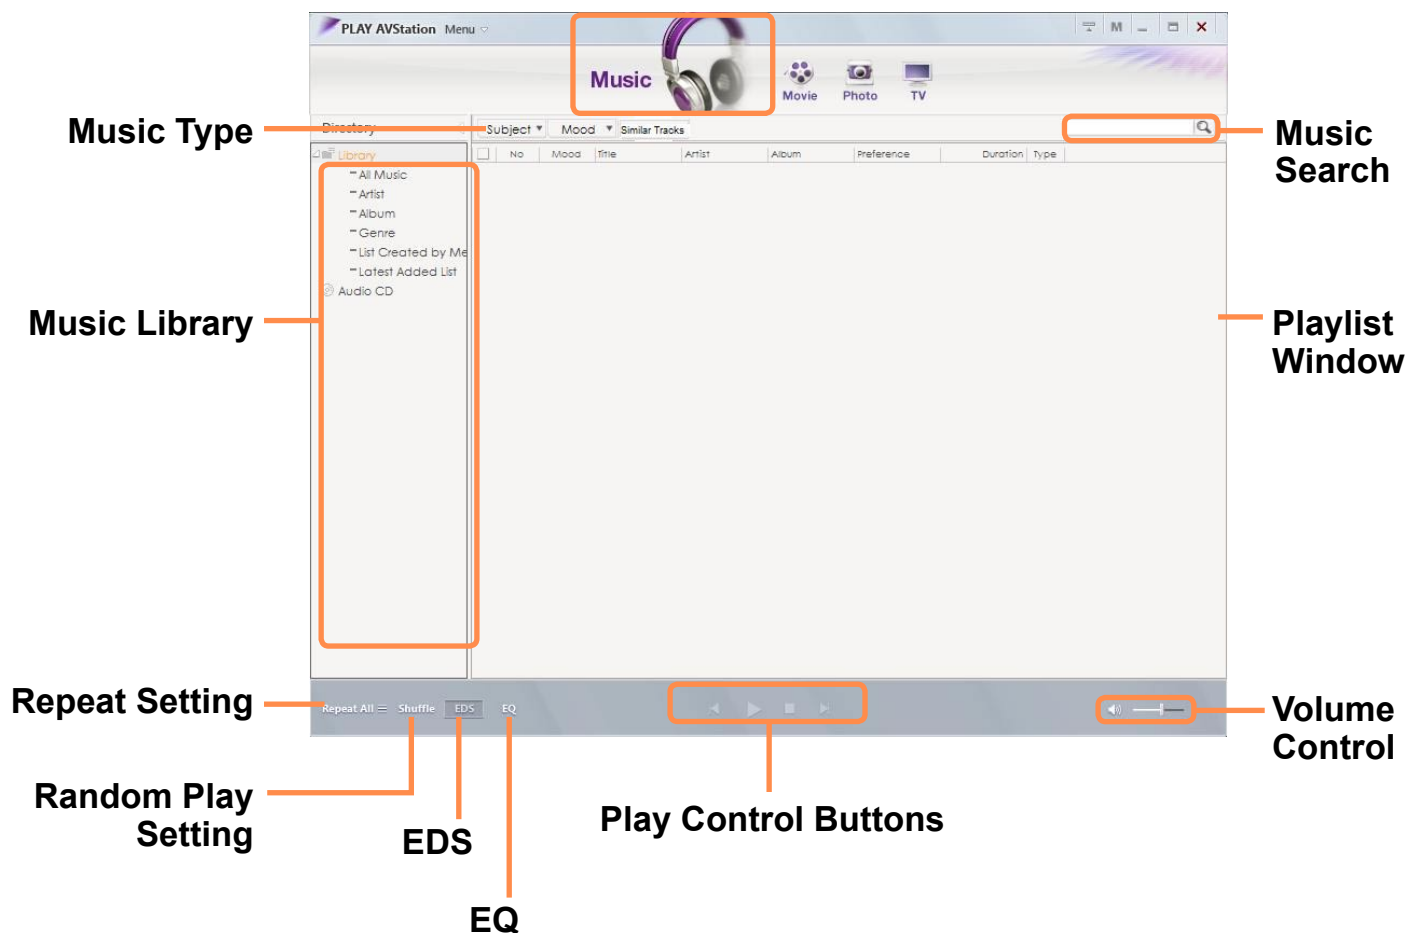 PLAY AVStation Menu
M
Music
Movie
Photo
TV
Music Type
Directory
Subject
Mood
Similar Tracks
Music
Search
Library
No
Mood
Title
Artist
Album
Preference
Duration
Type
All Music
Artist
Album
Genre
List Created by Me
Latest Added List
Audio CD
Music Library
Playlist
Window
Repeat Setting
Repeat All
Shuffle
EDS
EQ
Volume
Control
Random Play
Setting
EDS
EQ
Play Control Buttons